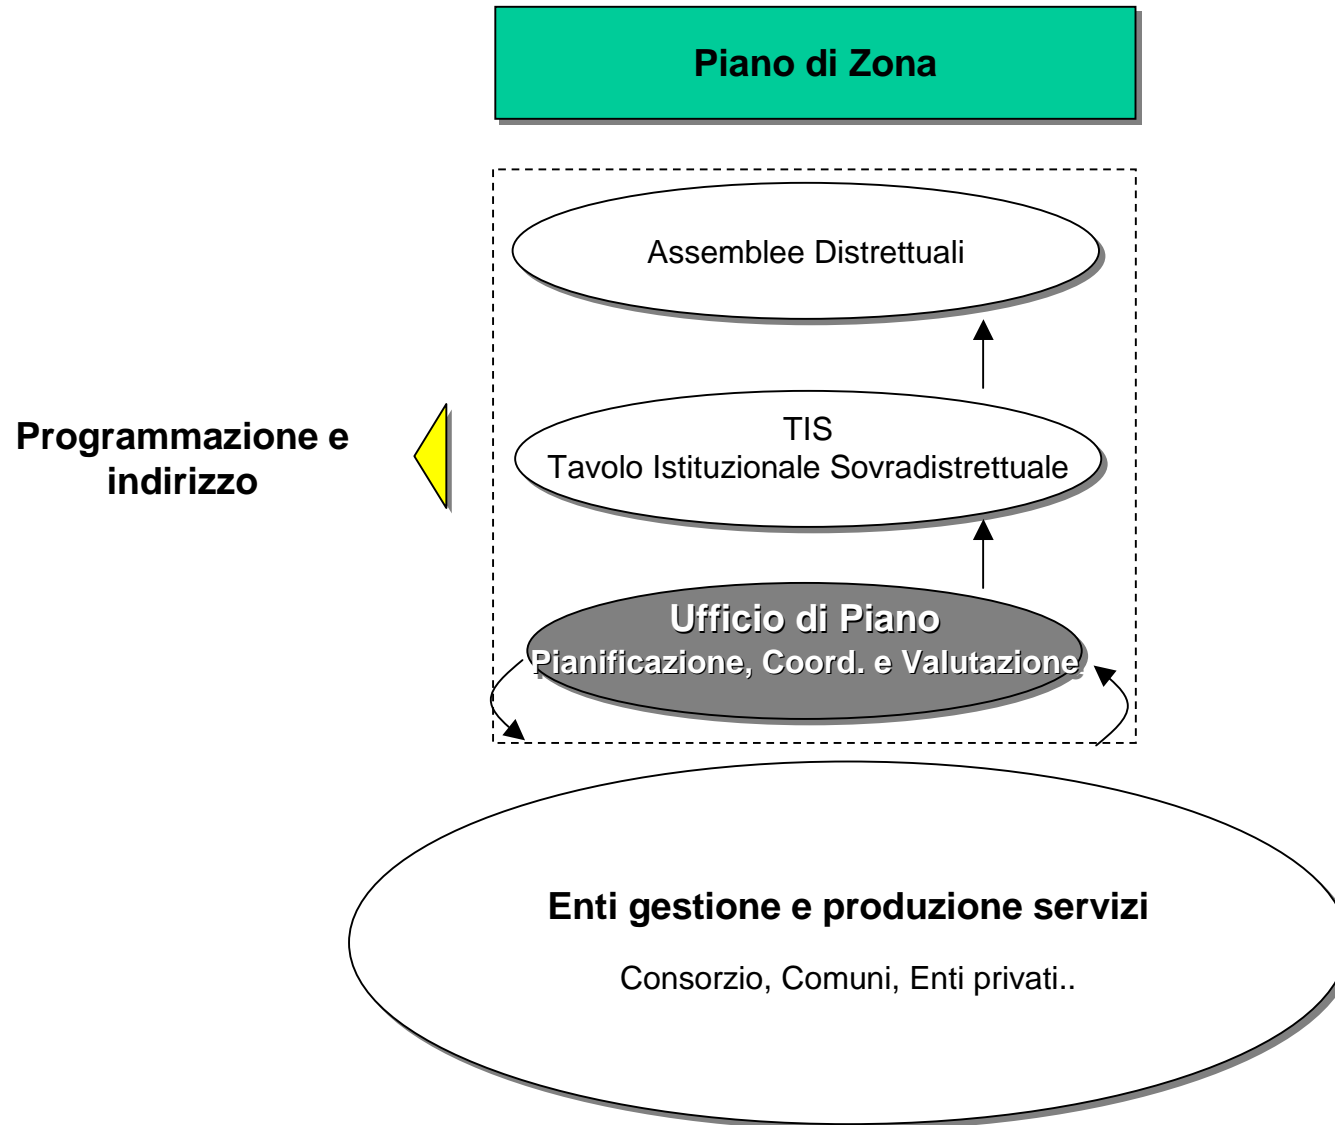 Piano di Zona
Assemblee Distrettuali
Programmazione e
indirizzo
TIS
Tavolo Istituzionale Sovradistrettuale
Ufficio di Piano
Pianificazione, Coord. e Valutazione
Enti gestione e produzione servizi
Consorzio, Comuni, Enti privati..